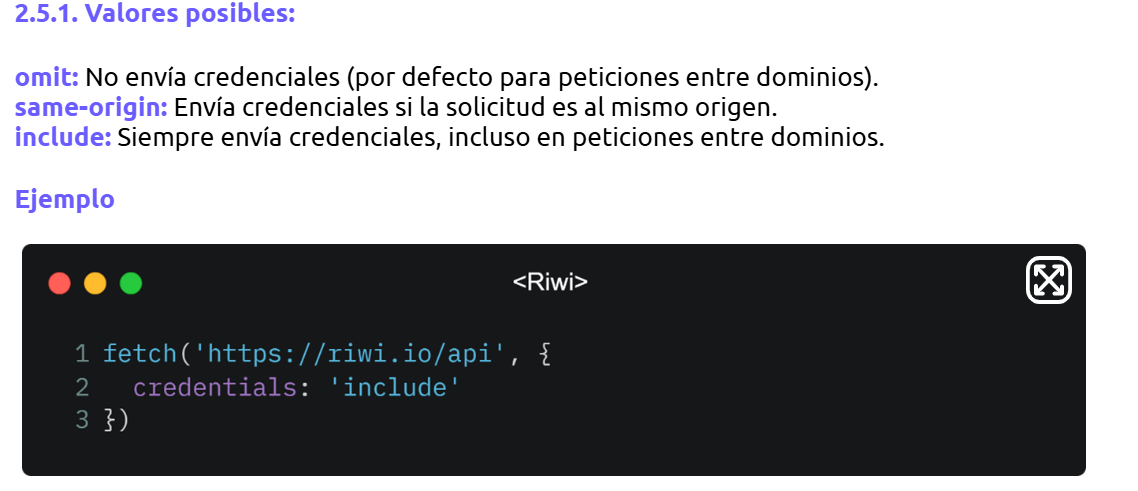 2.5.1. Valores posibles:
omit: No envía credenciales (por defecto para peticiones entre dominios).
same-origin: Envía credenciales si la solicitud es al mismo origen.
include: Siempre envía credenciales, incluso en peticiones entre dominios.
Ejemplo
<Riwi>
1 fetch('https://riwi.io/api', {
2   credentials: 'include'
3 })